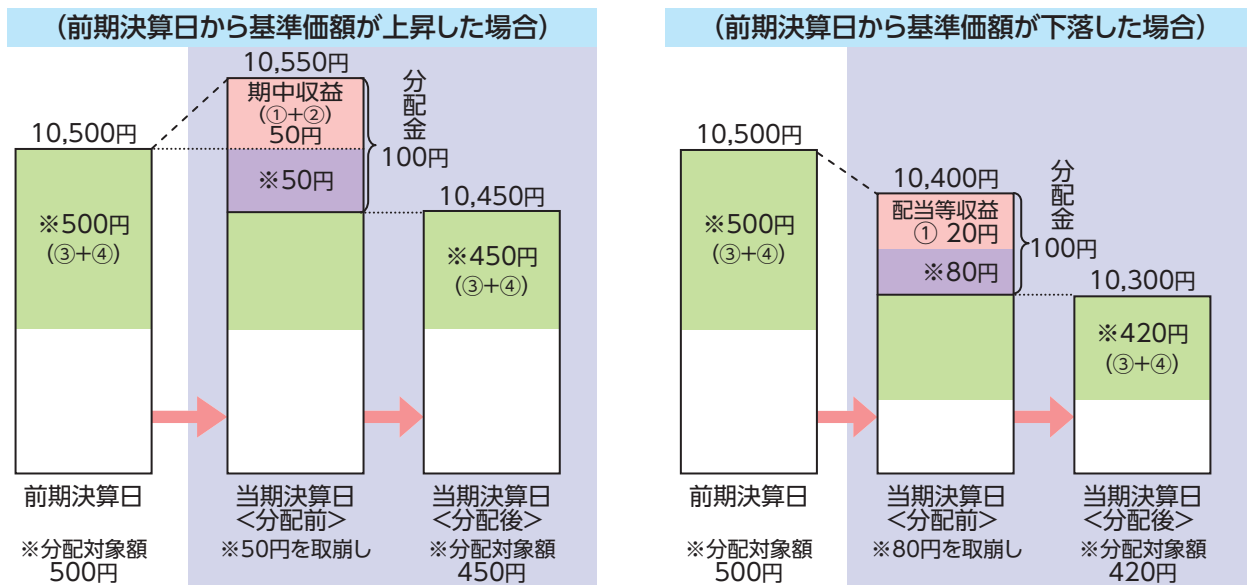 (前期決算日から基準価額が上昇した場合)
10,550円
期中収益
(①+②)
50円
分配金
100円
10,500円
※50円
10,450円
※500円
(③+④)
※450円
(③+④)
前期決算日
当期決算日
<分配前>
当期決算日
<分配後>
※分配対象額
500円
※50円を取崩し
※分配対象額
450円
(前期決算日から基準価額が下落した場合)
10,500円
10,400円
配当等収益
① 20円
分配金
100円
※500円
(③+④)
※80円
10,300円
※420円
(③+④)
前期決算日
当期決算日
<分配前>
当期決算日
<分配後>
※分配対象額
500円
※80円を取崩し
※分配対象額
420円